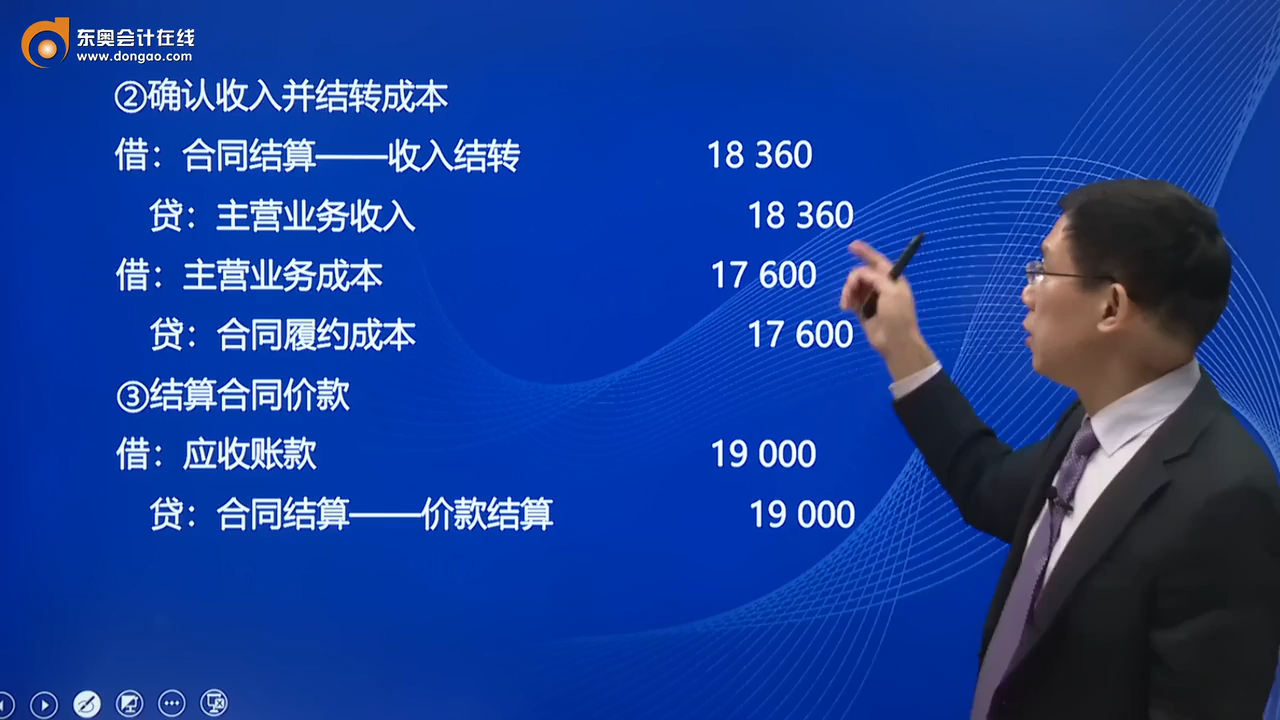 东奥会计在线
www.dongao.com
②确认收入并结转成本
借：合同结算——收入结转 18 360
贷：主营业务收入 18 360
借：主营业务成本 17 600
贷：合同履约成本 17 600
③结算合同价款
借：应收账款 19 000
贷：合同结算——价款结算 19 000